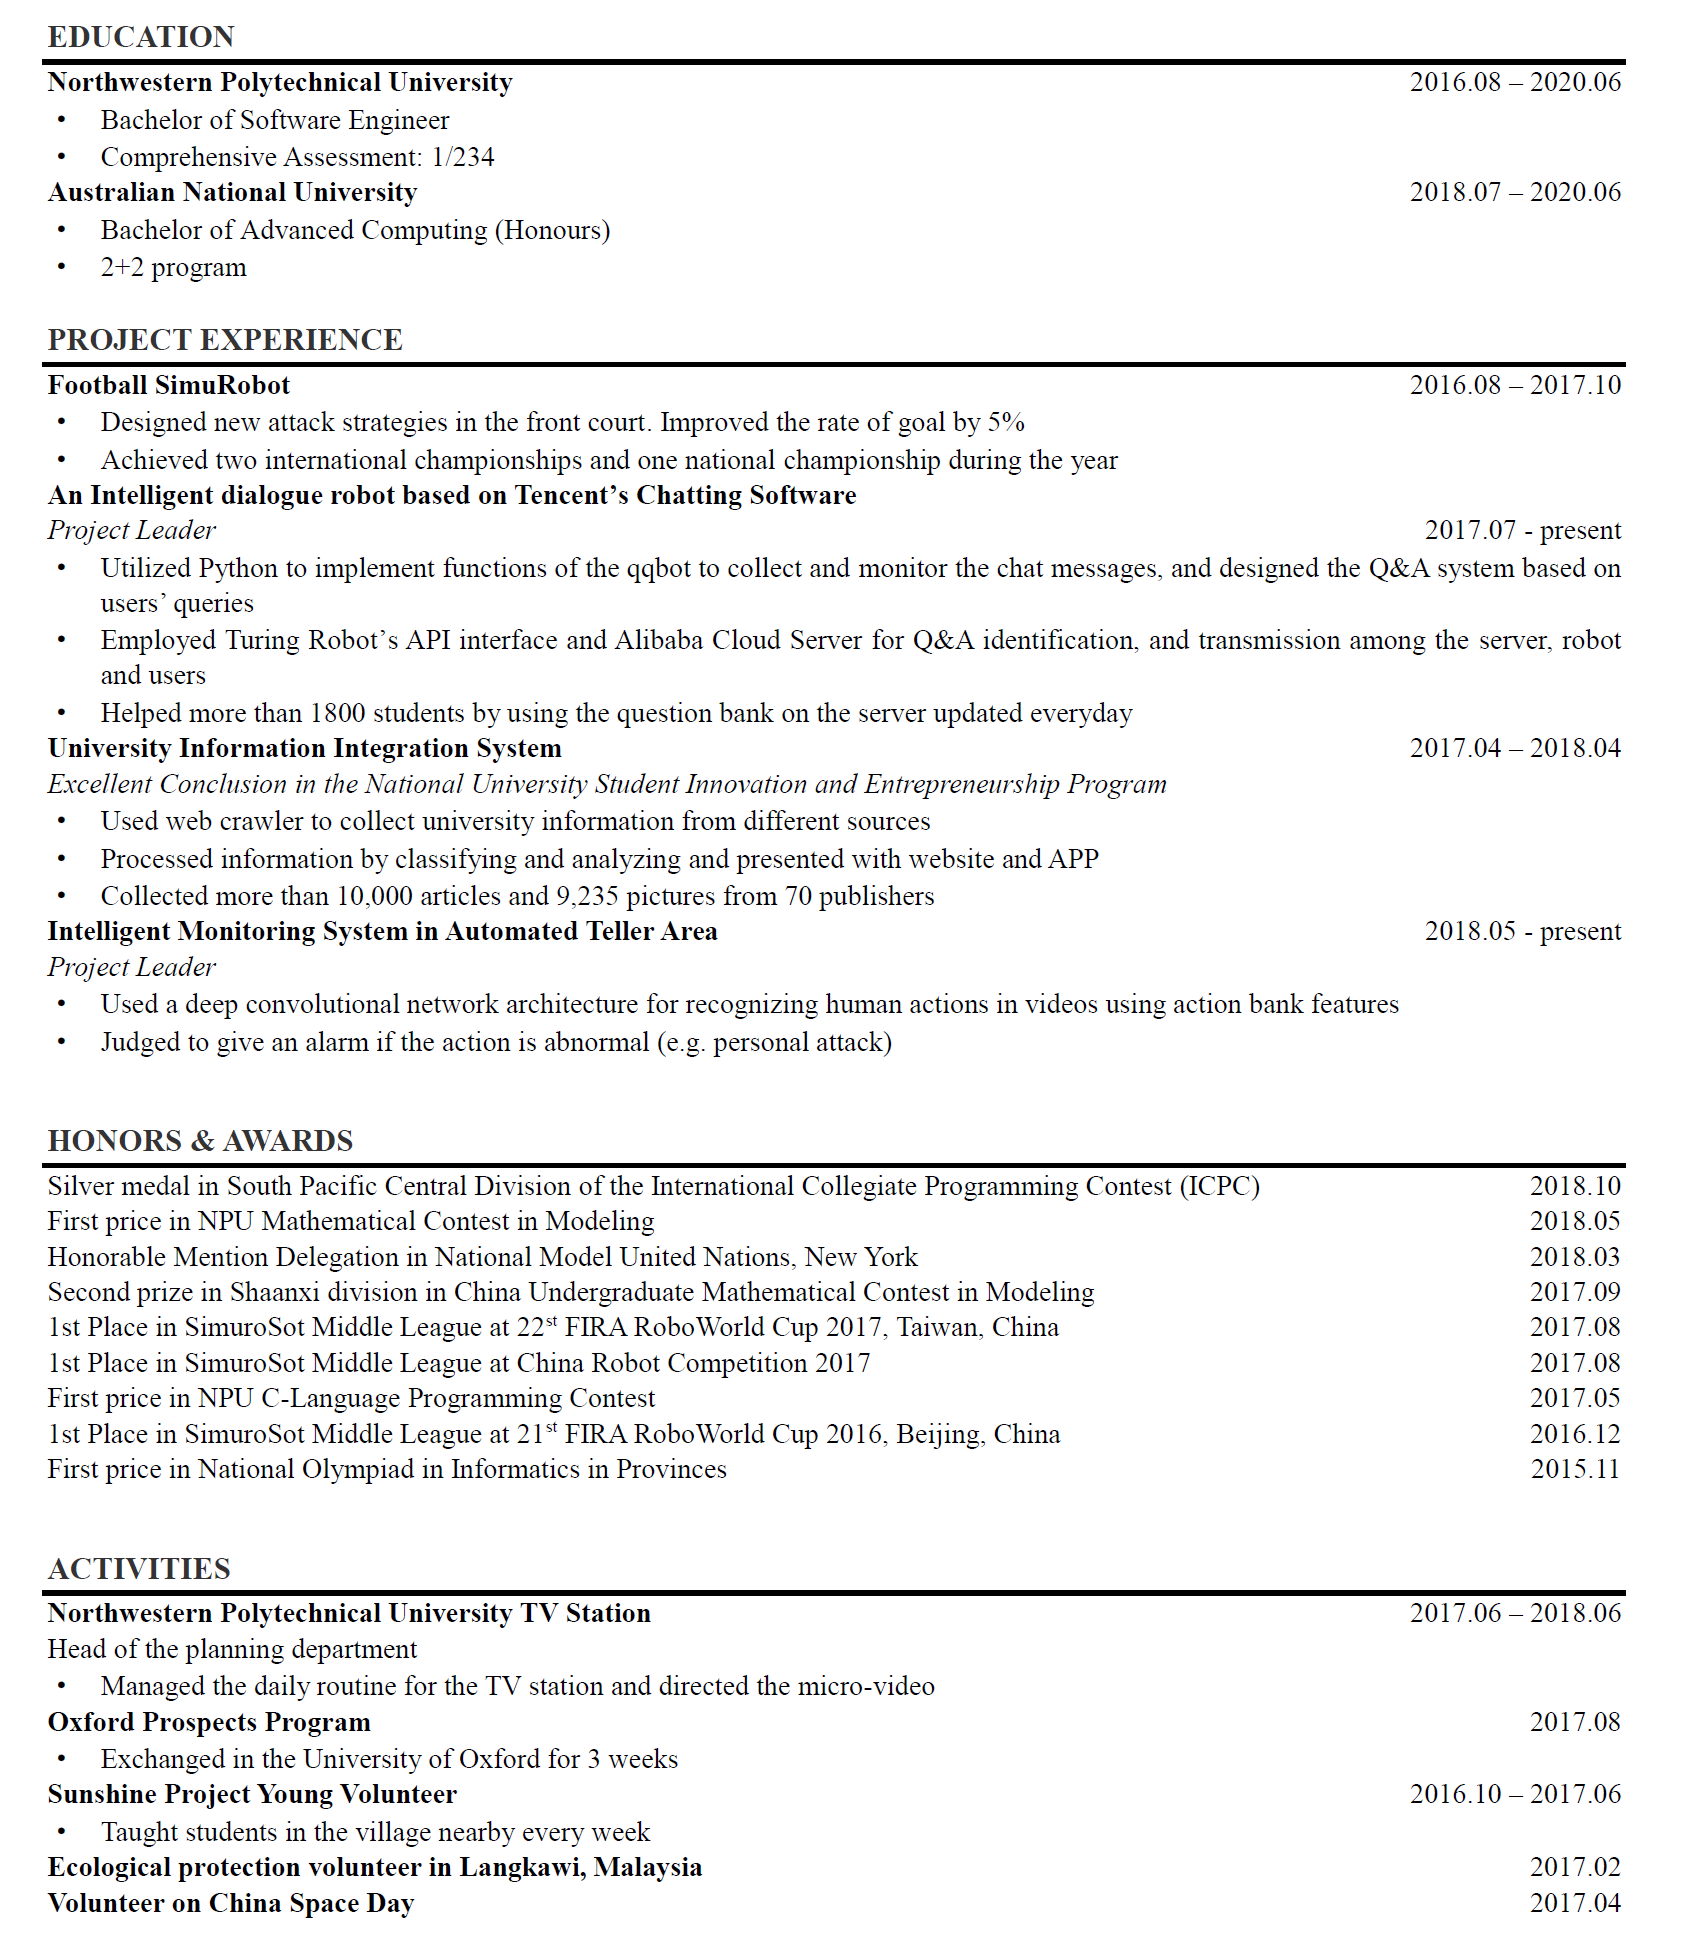 EDUCATION
Northwestern Polytechnical University 2016.08 – 2020.06
• Bachelor of Software Engineer
• Comprehensive Assessment: 1/234
Australian National University 2018.07 – 2020.06
• Bachelor of Advanced Computing (Honours)
• 2+2 program
PROJECT EXPERIENCE
Football SimuRobot 2016.08 – 2017.10
• Designed new attack strategies in the front court. Improved the rate of goal by 5%
• Achieved two international championships and one national championship during the year
An Intelligent dialogue robot based on Tencent’s Chatting Software
Project Leader 2017.07 - present
• Utilized Python to implement functions of the qqbot to collect and monitor the chat messages, and designed the Q&A system based on
users’ queries
• Employed Turing Robot’s API interface and Alibaba Cloud Server for Q&A identification, and transmission among the server, robot
and users
• Helped more than 1800 students by using the question bank on the server updated everyday
University Information Integration System 2017.04 – 2018.04
Excellent Conclusion in the National University Student Innovation and Entrepreneurship Program
• Used web crawler to collect university information from different sources
• Processed information by classifying and analyzing and presented with website and APP
• Collected more than 10,000 articles and 9,235 pictures from 70 publishers
Intelligent Monitoring System in Automated Teller Area 2018.05 - present
Project Leader
• Used a deep convolutional network architecture for recognizing human actions in videos using action bank features
• Judged to give an alarm if the action is abnormal (e.g. personal attack)
HONORS & AWARDS
Silver medal in South Pacific Central Division of the International Collegiate Programming Contest (ICPC) 2018.10
First price in NPU Mathematical Contest in Modeling 2018.05
Honorable Mention Delegation in National Model United Nations, New York 2018.03
Second prize in Shaanxi division in China Undergraduate Mathematical Contest in Modeling 2017.09
1st Place in SimuroSot Middle League at 22st FIRA RoboWorld Cup 2017, Taiwan, China 2017.08
1st Place in SimuroSot Middle League at China Robot Competition 2017 2017.08
First price in NPU C-Language Programming Contest 2017.05
1st Place in SimuroSot Middle League at 21st FIRA RoboWorld Cup 2016, Beijing, China 2016.12
First price in National Olympiad in Informatics in Provinces 2015.11
ACTIVITIES
Northwestern Polytechnical University TV Station 2017.06 – 2018.06
Head of the planning department
• Managed the daily routine for the TV station and directed the micro-video
Oxford Prospects Program 2017.08
• Exchanged in the University of Oxford for 3 weeks
Sunshine Project Young Volunteer 2016.10 – 2017.06
• Taught students in the village nearby every week
Ecological protection volunteer in Langkawi, Malaysia 2017.02
Volunteer on China Space Day 2017.04